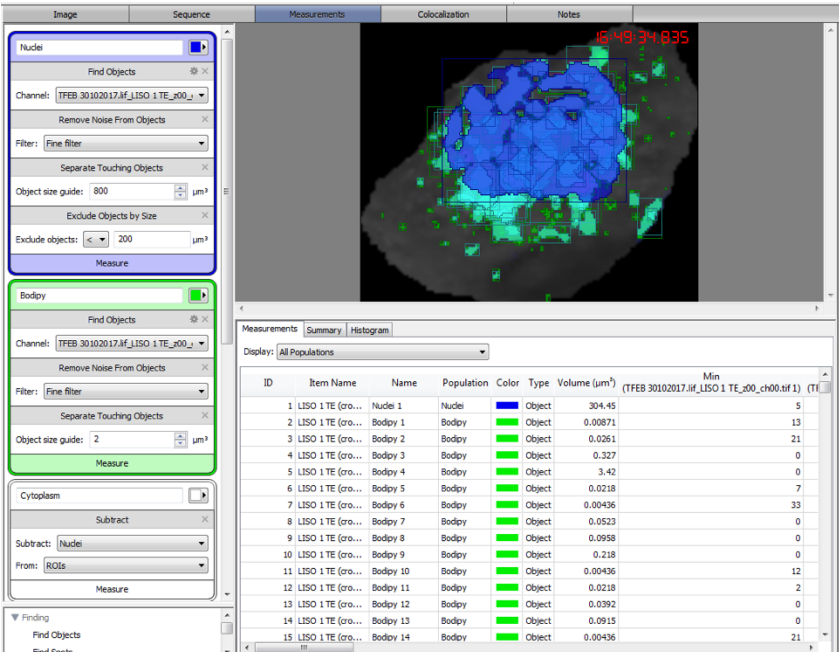 Image Sequence Measurements Colocalization Notes
Nuclei
Find Objects
Channel: TFEB 30102017.lif_LISO 1 TE_z00_
Remove Noise From Objects
Filter: Fine filter
Separate Touching Objects
Object size guide: 800 µm³
Exclude Objects by Size
Exclude objects: < 200 µm³
Measure
Bodipy
Find Objects
Channel: TFEB 30102017.lif_LISO 1 TE_z00_
Remove Noise From Objects
Filter: Fine filter
Separate Touching Objects
Object size guide: 2 µm³
Measure
Cytoplasm
Subtract
Subtract: Nuclei
From: ROIs
Measure
Finding
Find Objects
Find Spots
16:49:34.835
Measurements Summary Histogram
Display: All Populations
ID Item Name Name Population Color Type Volume (µm³) Min
(TFEB 30102017.lif_LISO 1 TE_z00_ch00.tif 1) (TF
1 LISO 1 TE (cro... Nuclei 1 Nuclei Object 304.45 5
2 LISO 1 TE (cro... Bodipy 1 Bodipy Object 0.00871 13
3 LISO 1 TE (cro... Bodipy 2 Bodipy Object 0.0261 21
4 LISO 1 TE (cro... Bodipy 3 Bodipy Object 0.327 0
5 LISO 1 TE (cro... Bodipy 4 Bodipy Object 3.42 0
6 LISO 1 TE (cro... Bodipy 5 Bodipy Object 0.0218 7
7 LISO 1 TE (cro... Bodipy 6 Bodipy Object 0.00436 33
8 LISO 1 TE (cro... Bodipy 7 Bodipy Object 0.0523 0
9 LISO 1 TE (cro... Bodipy 8 Bodipy Object 0.0958 0
10 LISO 1 TE (cro... Bodipy 9 Bodipy Object 0.218 0
11 LISO 1 TE (cro... Bodipy 10 Bodipy Object 0.00436 12
12 LISO 1 TE (cro... Bodipy 11 Bodipy Object 0.0218 2
13 LISO 1 TE (cro... Bodipy 12 Bodipy Object 0.0392 0
14 LISO 1 TE (cro... Bodipy 13 Bodipy Object 0.0915 0
15 LISO 1 TE (cro... Bodipy 14 Bodipy Object 0.00436 21